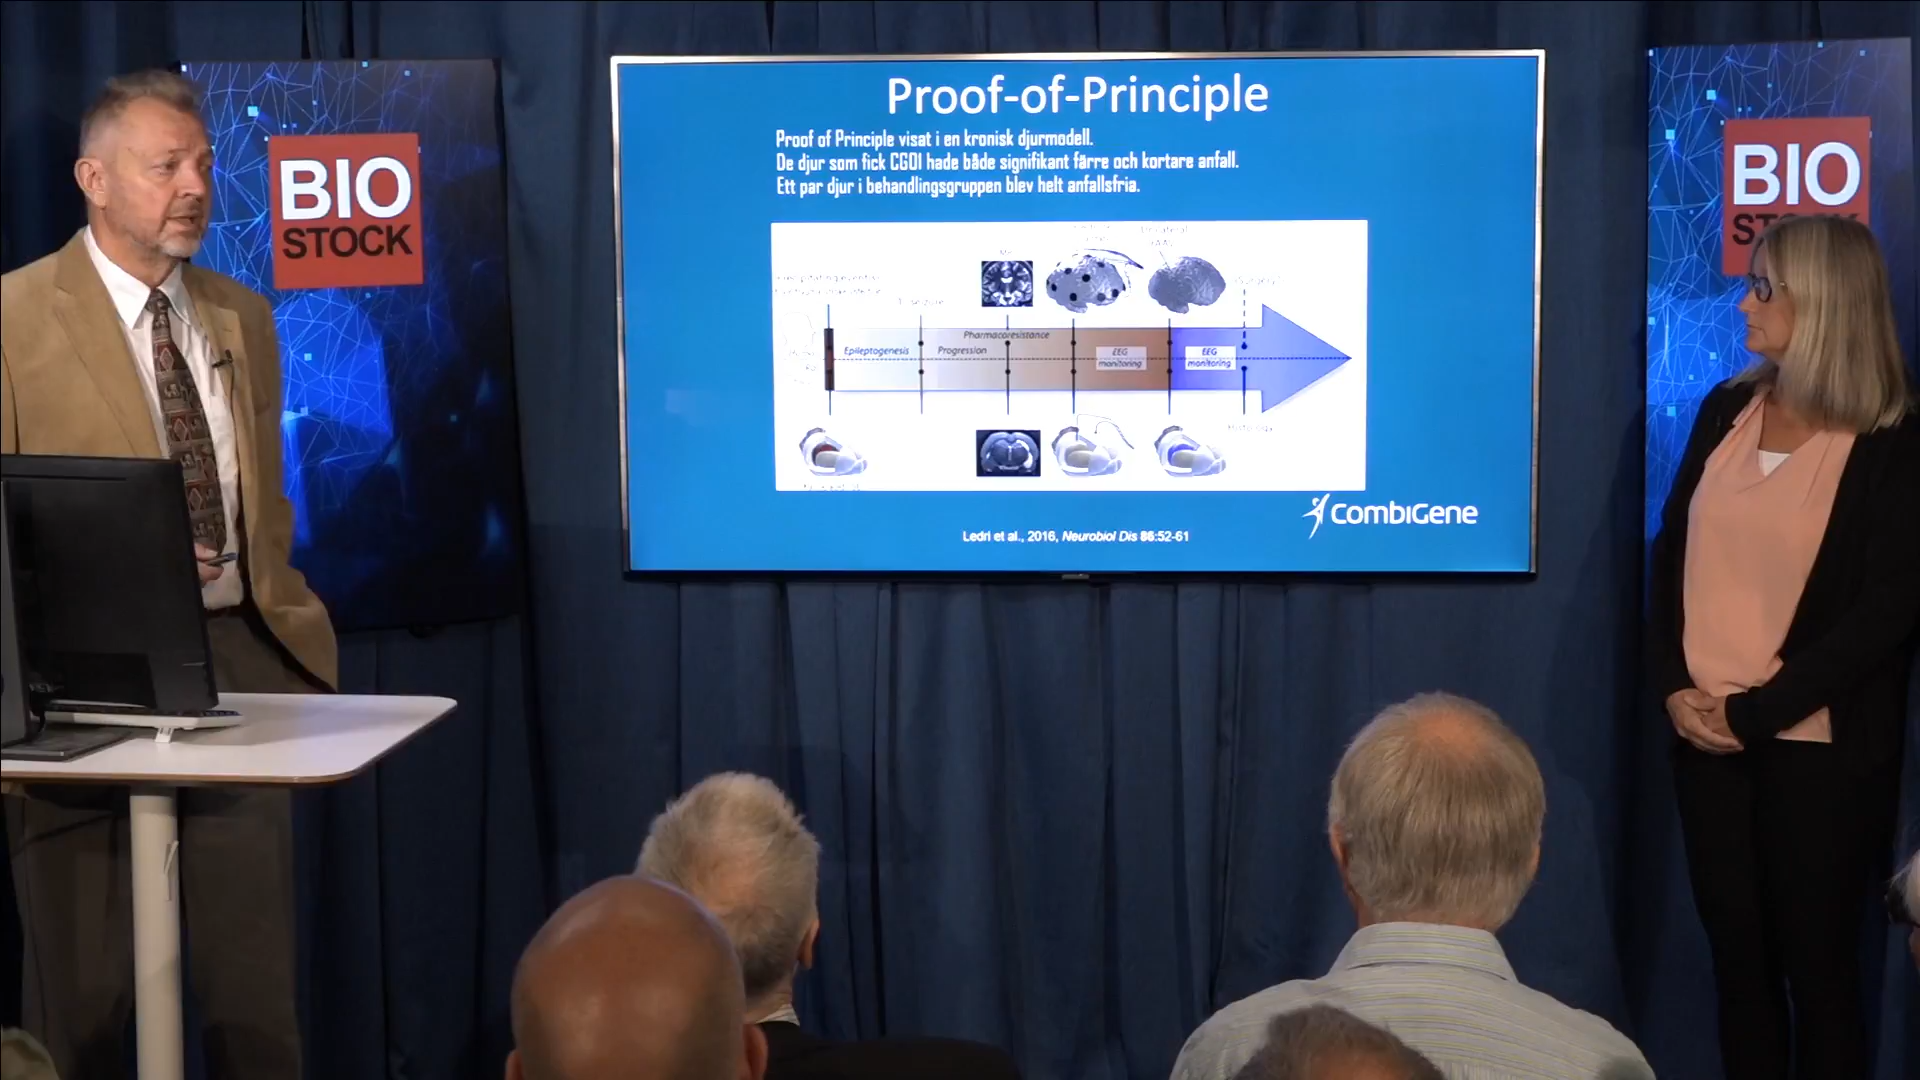 BIO
STOCK
Proof-of-Principle
Proof of Principle visat i en kronisk djurmodell.
De djur som fick CG01 hade både signifikant färre och kortare anfall.
Ett par djur i behandlingsgruppen blev helt anfallsfria.
Pharmacoresistance
Epileptogenesis
Progression
EEG
monitoring
EEG
monitoring
CombiGene
Ledri et al., 2016, Neurobiol Dis 86:52-61
BIO
ST